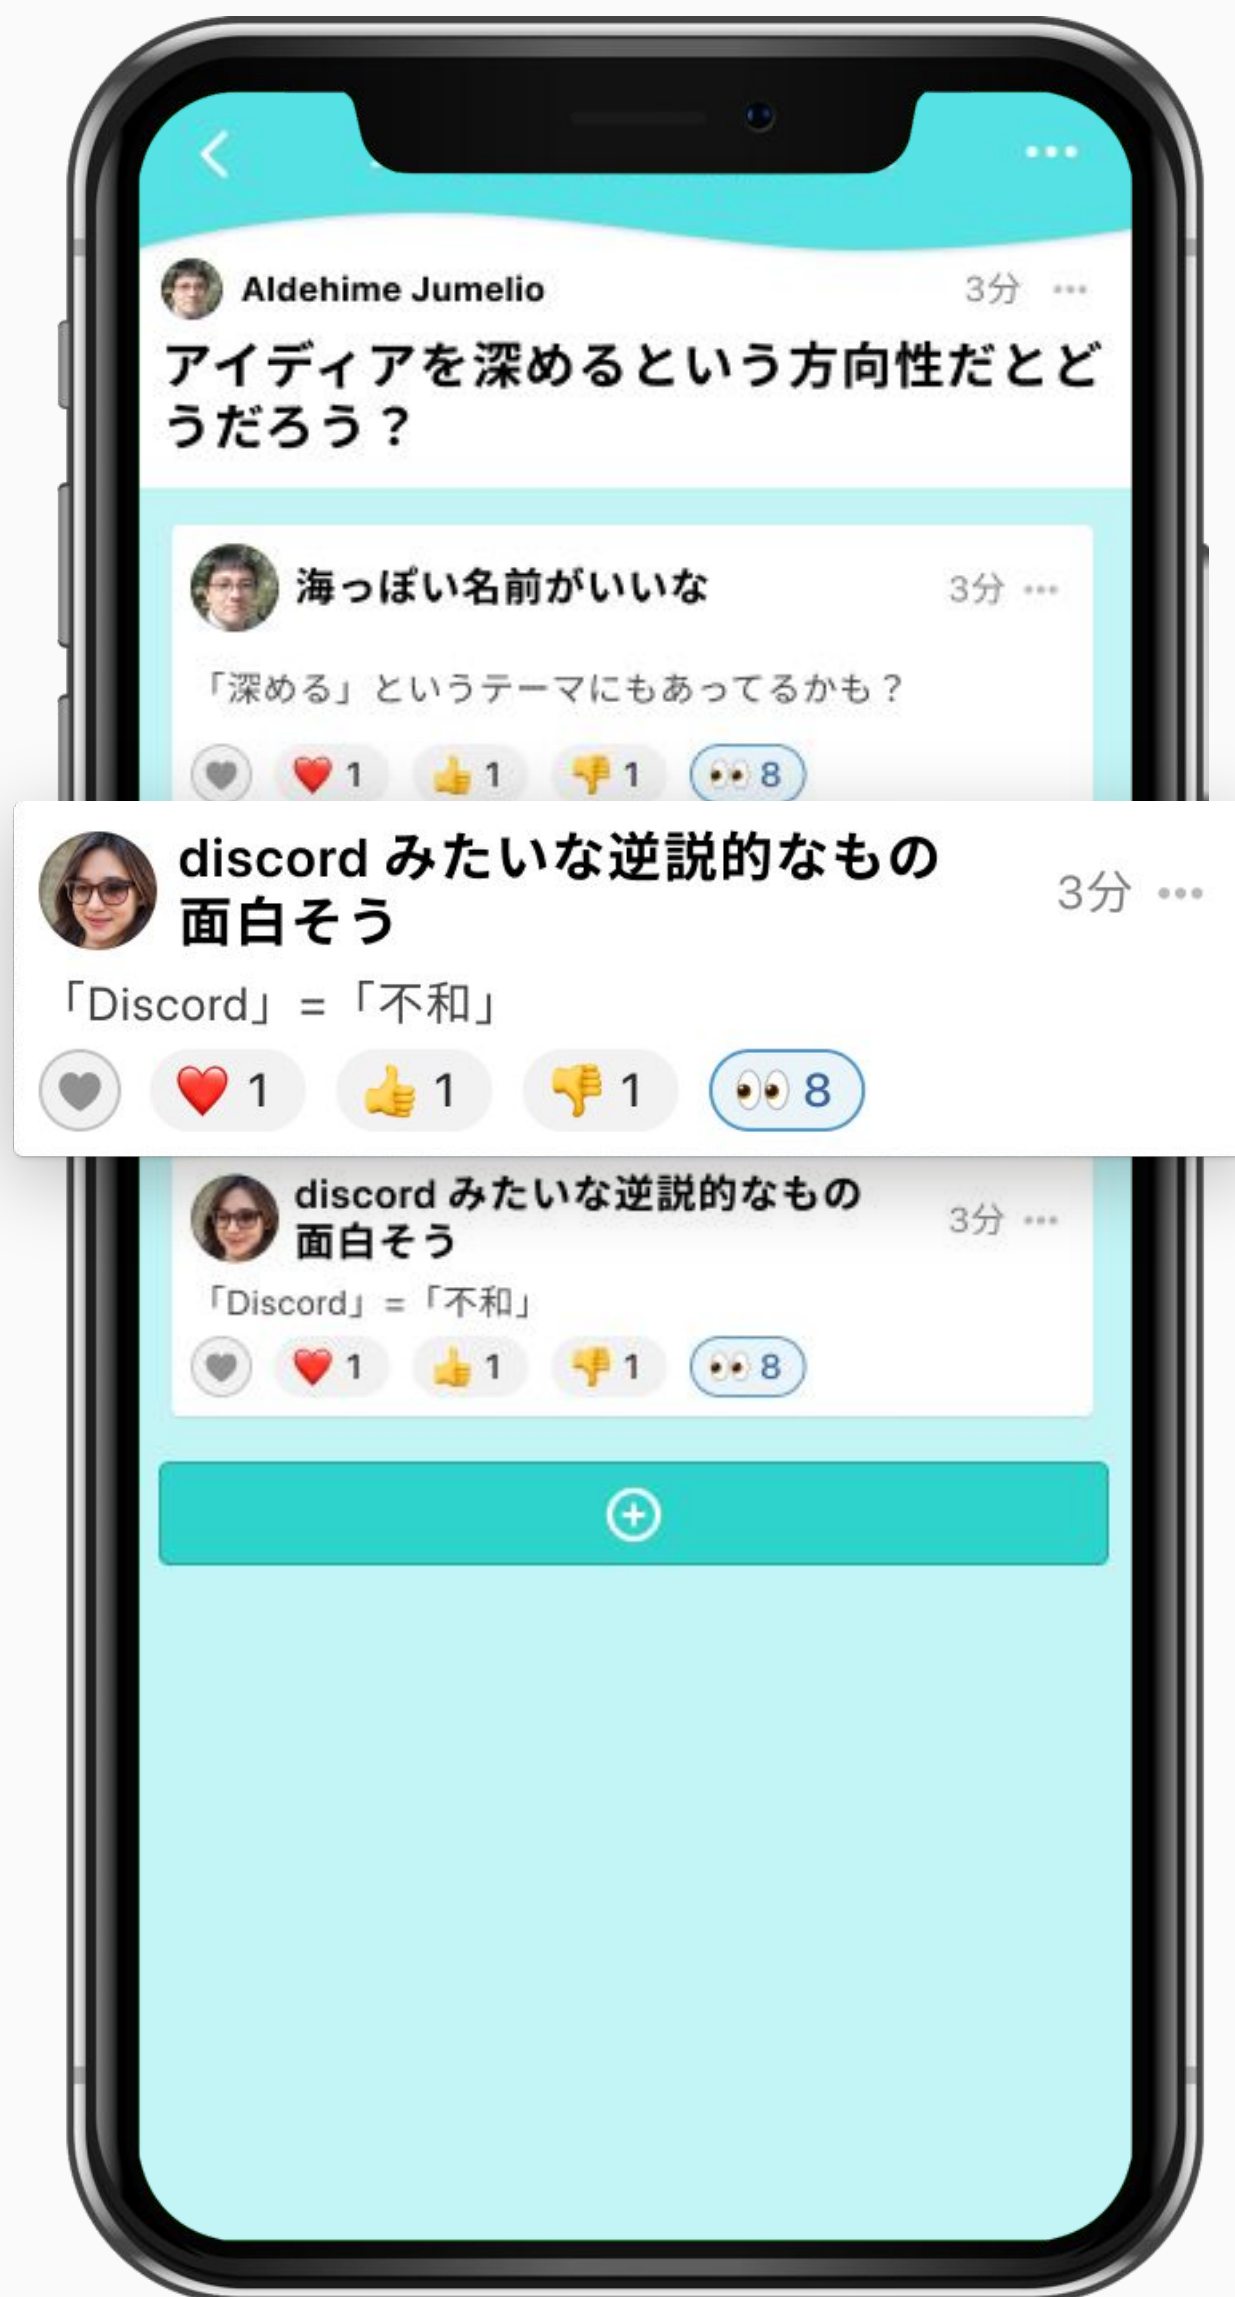 Aldehime Jumelio 3分
アイディアを深めるという方向性だとど
うだろう？
海っぽい名前がいいな 3分
「深める」というテーマにもあってるかも？
❤️ 1 👍 1 👎 1 👀 8
discord みたいな逆説的なもの
面白そう 3分
「Discord」=「不和」
❤️ 1 👍 1 👎 1 👀 8
discord みたいな逆説的なもの
面白そう 3分
「Discord」=「不和」
❤️ 1 👍 1 👎 1 👀 8